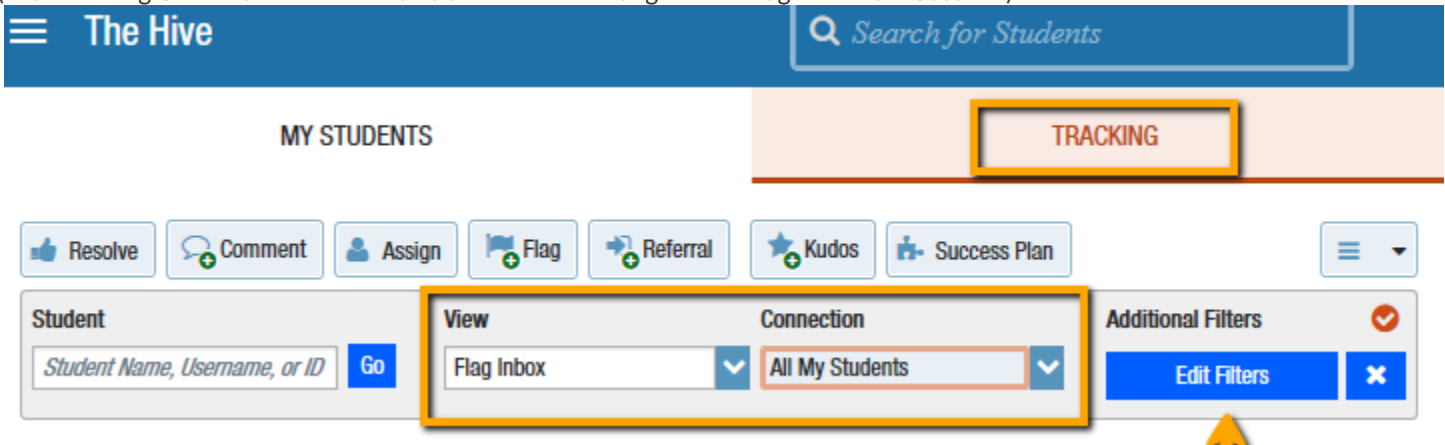 The Hive
Search for Students
MY STUDENTS
TRACKING
Resolve Comment Assign Flag Referral Kudos Success Plan
Student View Connection Additional Filters
Student Name, Username, or ID Go Flag Inbox All My Students Edit Filters